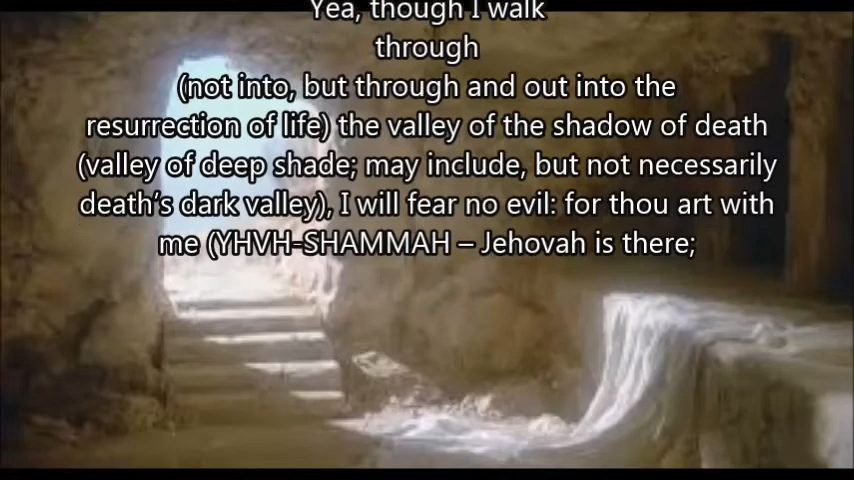 Yea, though I walk
through
(not into, but through and out into the
resurrection of life) the valley of the shadow of death
(valley of deep shade; may include, but not necessarily
death's dark valley), I will fear no evil: for thou art with
me (YHVH-SHAMMAH – Jehovah is there;